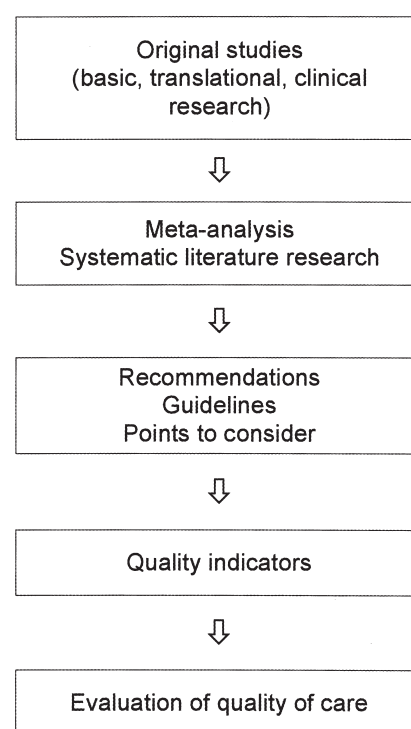 Original studies
(basic, translational, clinical
research)
Meta-analysis
Systematic literature research
Recommendations
Guidelines
Points to consider
Quality indicators
Evaluation of quality of care